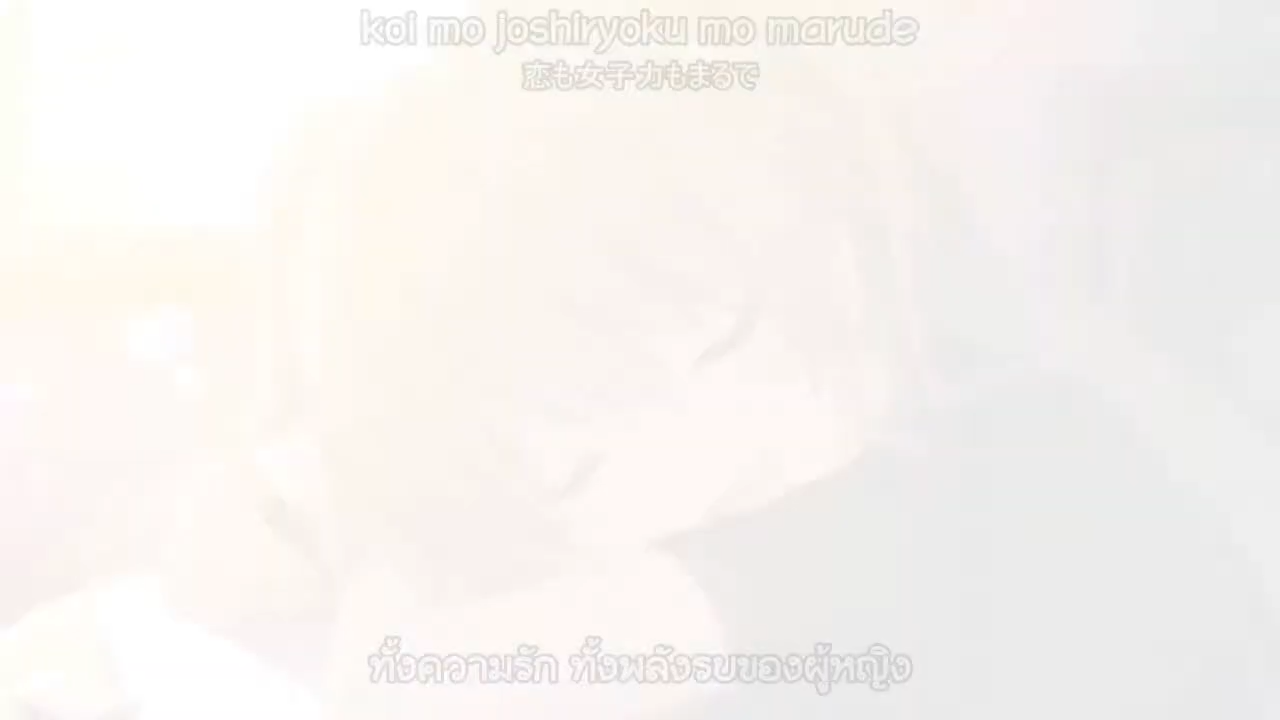 koi mo joshiryoku mo marude
恋も女子力もまるで
ทั้งความรัก ทั้งพลังรบของผู้หญิง